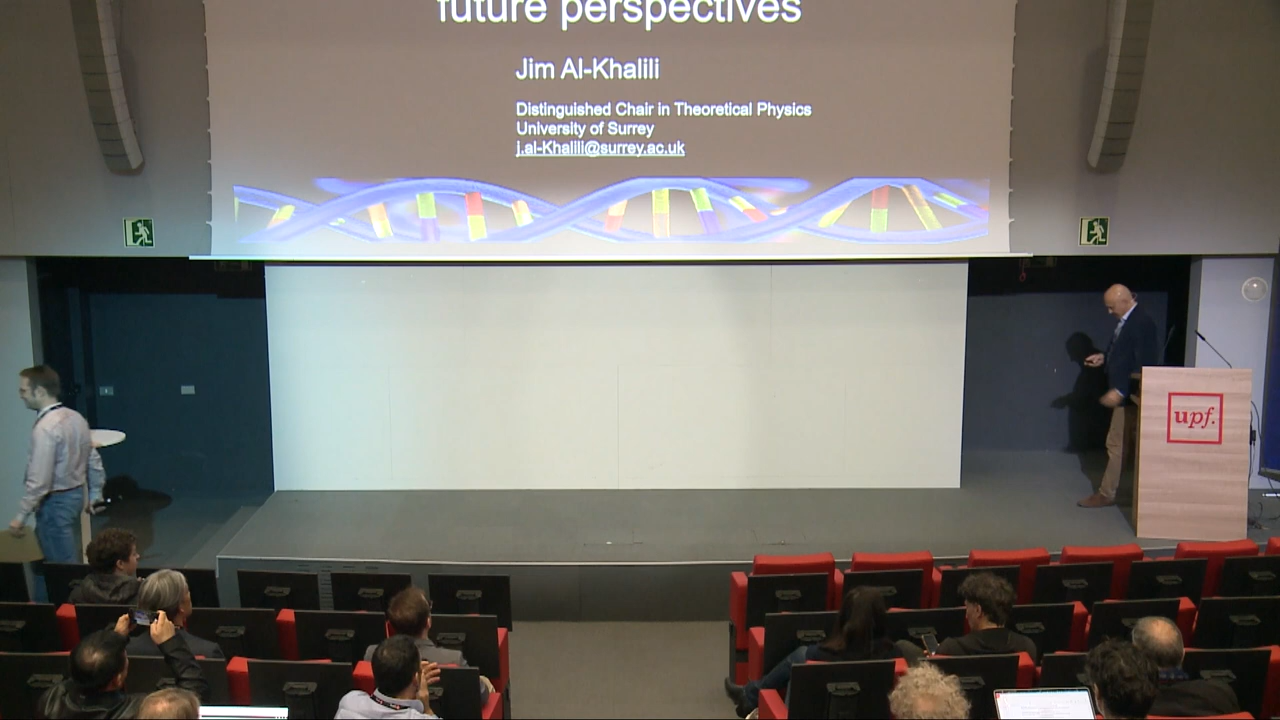 future perspectives
Jim Al-Khalili
Distinguished Chair in Theoretical Physics
University of Surrey
j.al-Khalili@surrey.ac.uk
upf.